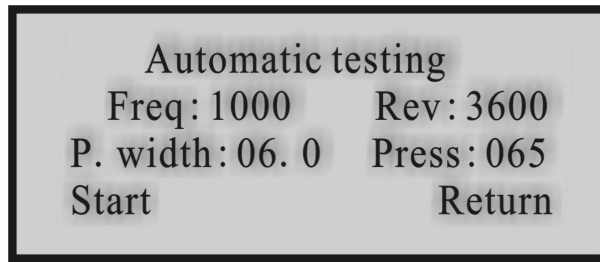 Automatic testing
Freq: 1000 Rev: 3600
P. width: 06. 0 Press: 065
Start Return